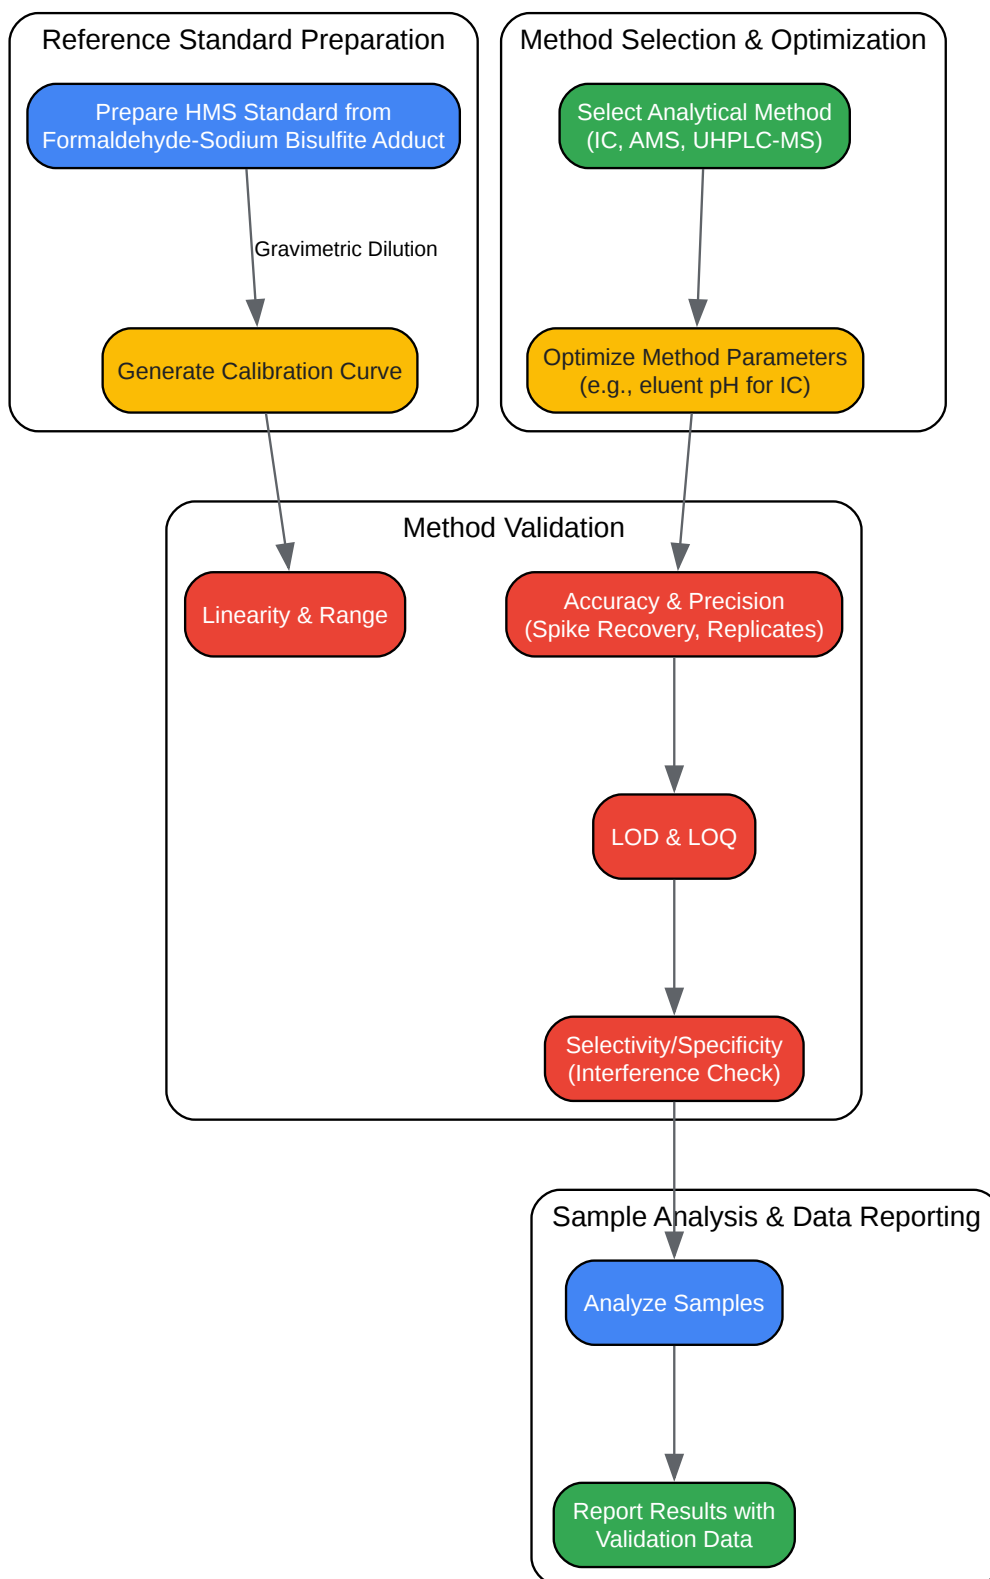 Reference Standard Preparation
Prepare HMS Standard from
Formaldehyde-Sodium Bisulfite Adduct
Gravimetric Dilution
Generate Calibration Curve
Method Selection & Optimization
Select Analytical Method
(IC, AMS, UHPLC-MS)
Optimize Method Parameters
(e.g., eluent pH for IC)
Method Validation
Linearity & Range
Accuracy & Precision
(Spike Recovery, Replicates)
LOD & LOQ
Selectivity/Specificity
(Interference Check)
Sample Analysis & Data Reporting
Analyze Samples
Report Results with
Validation Data